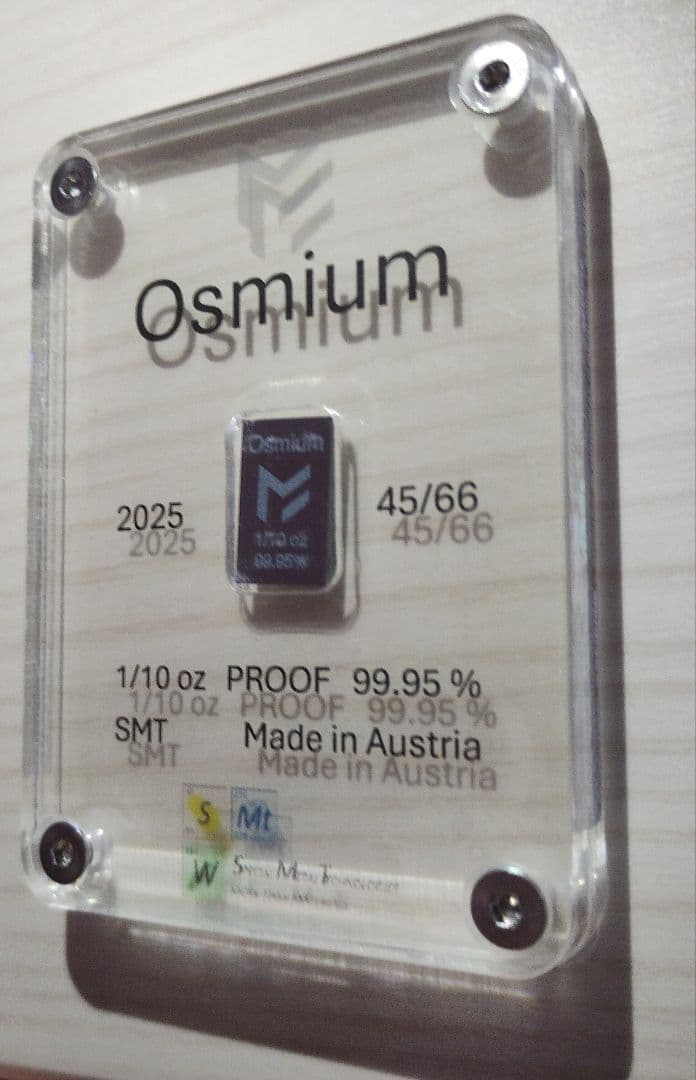 Osmium
2025
Osmium
1/10 oz
99.95%
45/66
1/10 oz PROOF 99.95 %
SMT Made in Austria
S Mt
W